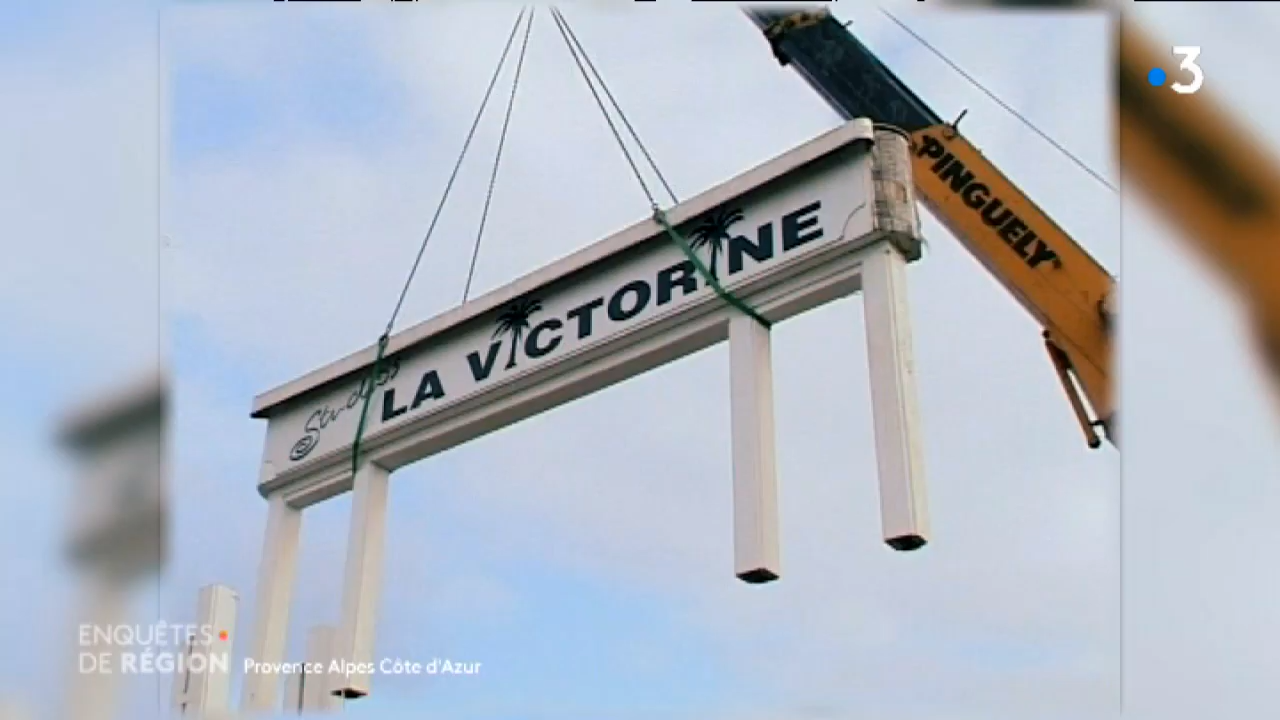 3
PINGUELY
Studios LA VICTORINE
ENQUÊTES
DE RÉGION Provence Alpes Côte d'Azur